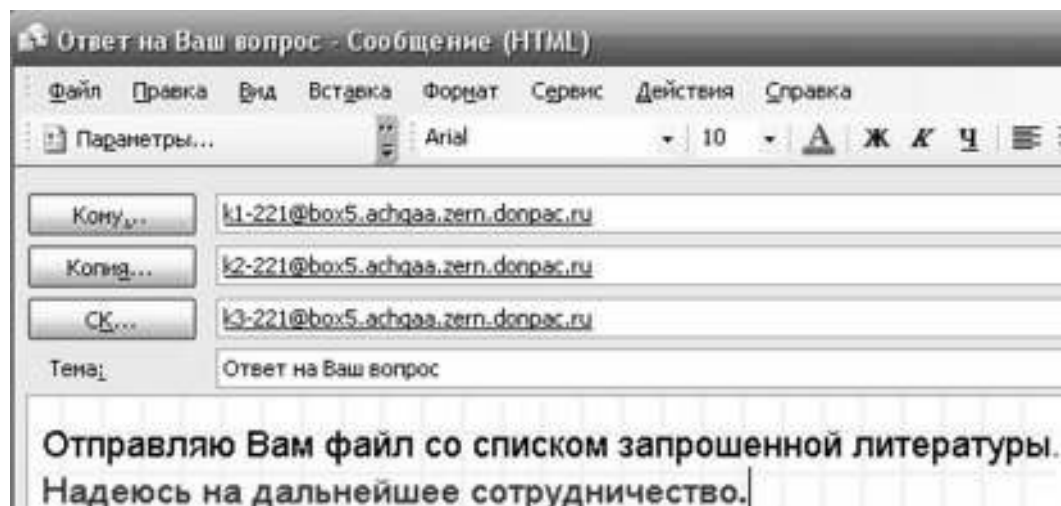 Ответ на Ваш вопрос - Сообщение (HTML)
Файл Правка Вид Вставка Формат Сервис Действия Справка
Параметры... Arial 10 А Ж К Ч
Кому... k1-221@box5.achgaa.zern.donpac.ru
Копия... k2-221@box5.achgaa.zern.donpac.ru
СК... k3-221@box5.achgaa.zern.donpac.ru
Тема: Ответ на Ваш вопрос
Отправляю Вам файл со списком запрошенной литературы.
Надеюсь на дальнейшее сотрудничество.